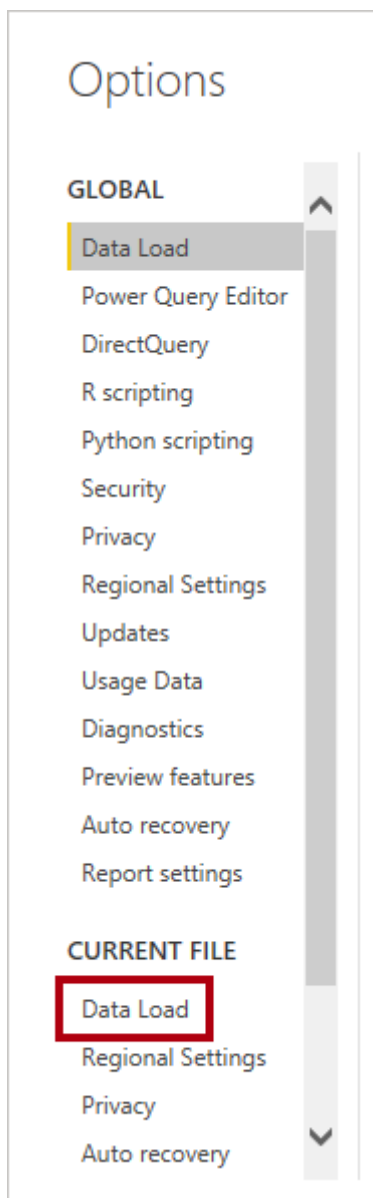 Options
GLOBAL
Data Load
Power Query Editor
DirectQuery
R scripting
Python scripting
Security
Privacy
Regional Settings
Updates
Usage Data
Diagnostics
Preview features
Auto recovery
Report settings
CURRENT FILE
Data Load
Regional Settings
Privacy
Auto recovery